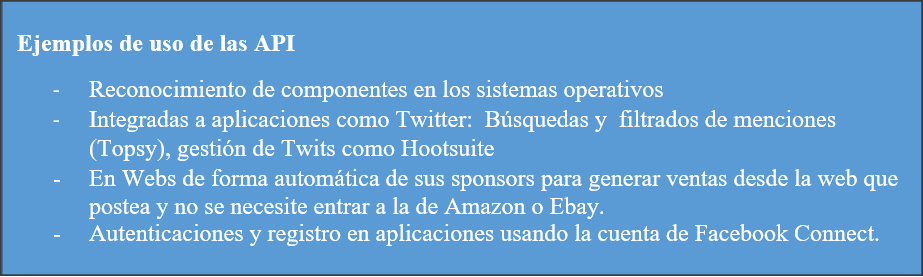 Ejemplos de uso de las API
- Reconocimiento de componentes en los sistemas operativos
- Integradas a aplicaciones como Twitter:  Búsquedas y  filtrados de menciones
(Topsy), gestión de Twits como Hootsuite
- En Webs de forma automática de sus sponsors para generar ventas desde la web que
postea y no se necesite entrar a la de Amazon o Ebay.
- Autenticaciones y registro en aplicaciones usando la cuenta de Facebook Connect.